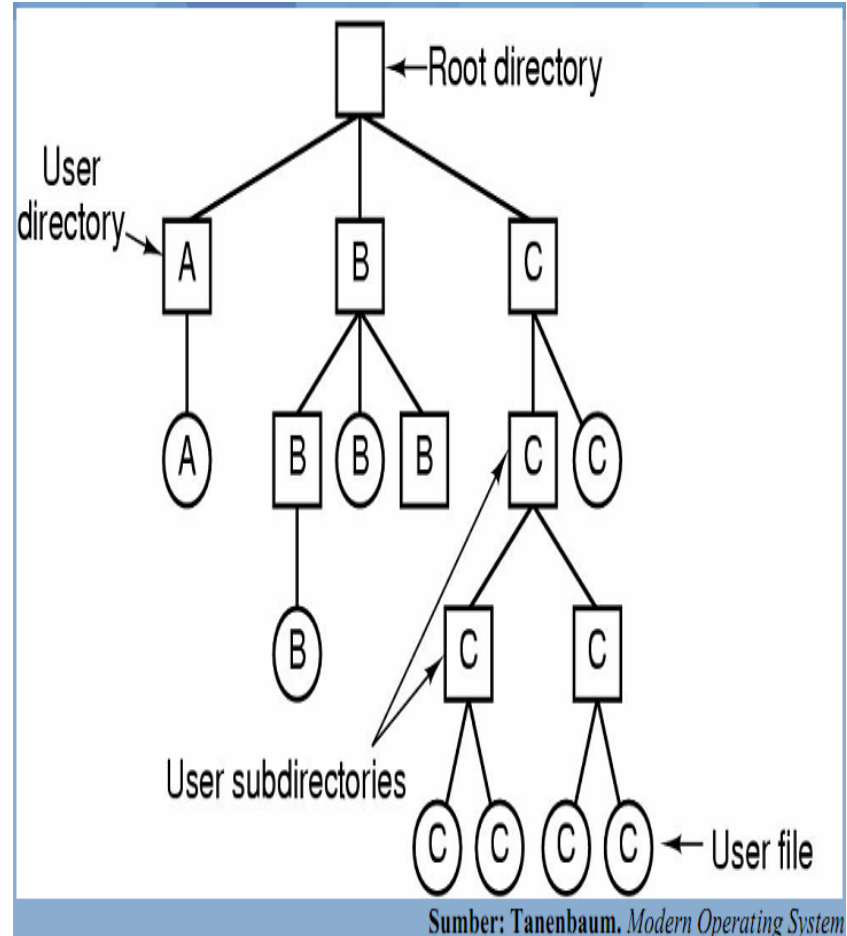 Root directory
User
directory
A B C
A B B B C C
B C C
User subdirectories
C C C C
User file
Sumber: Tanenbaum. Modern Operating System